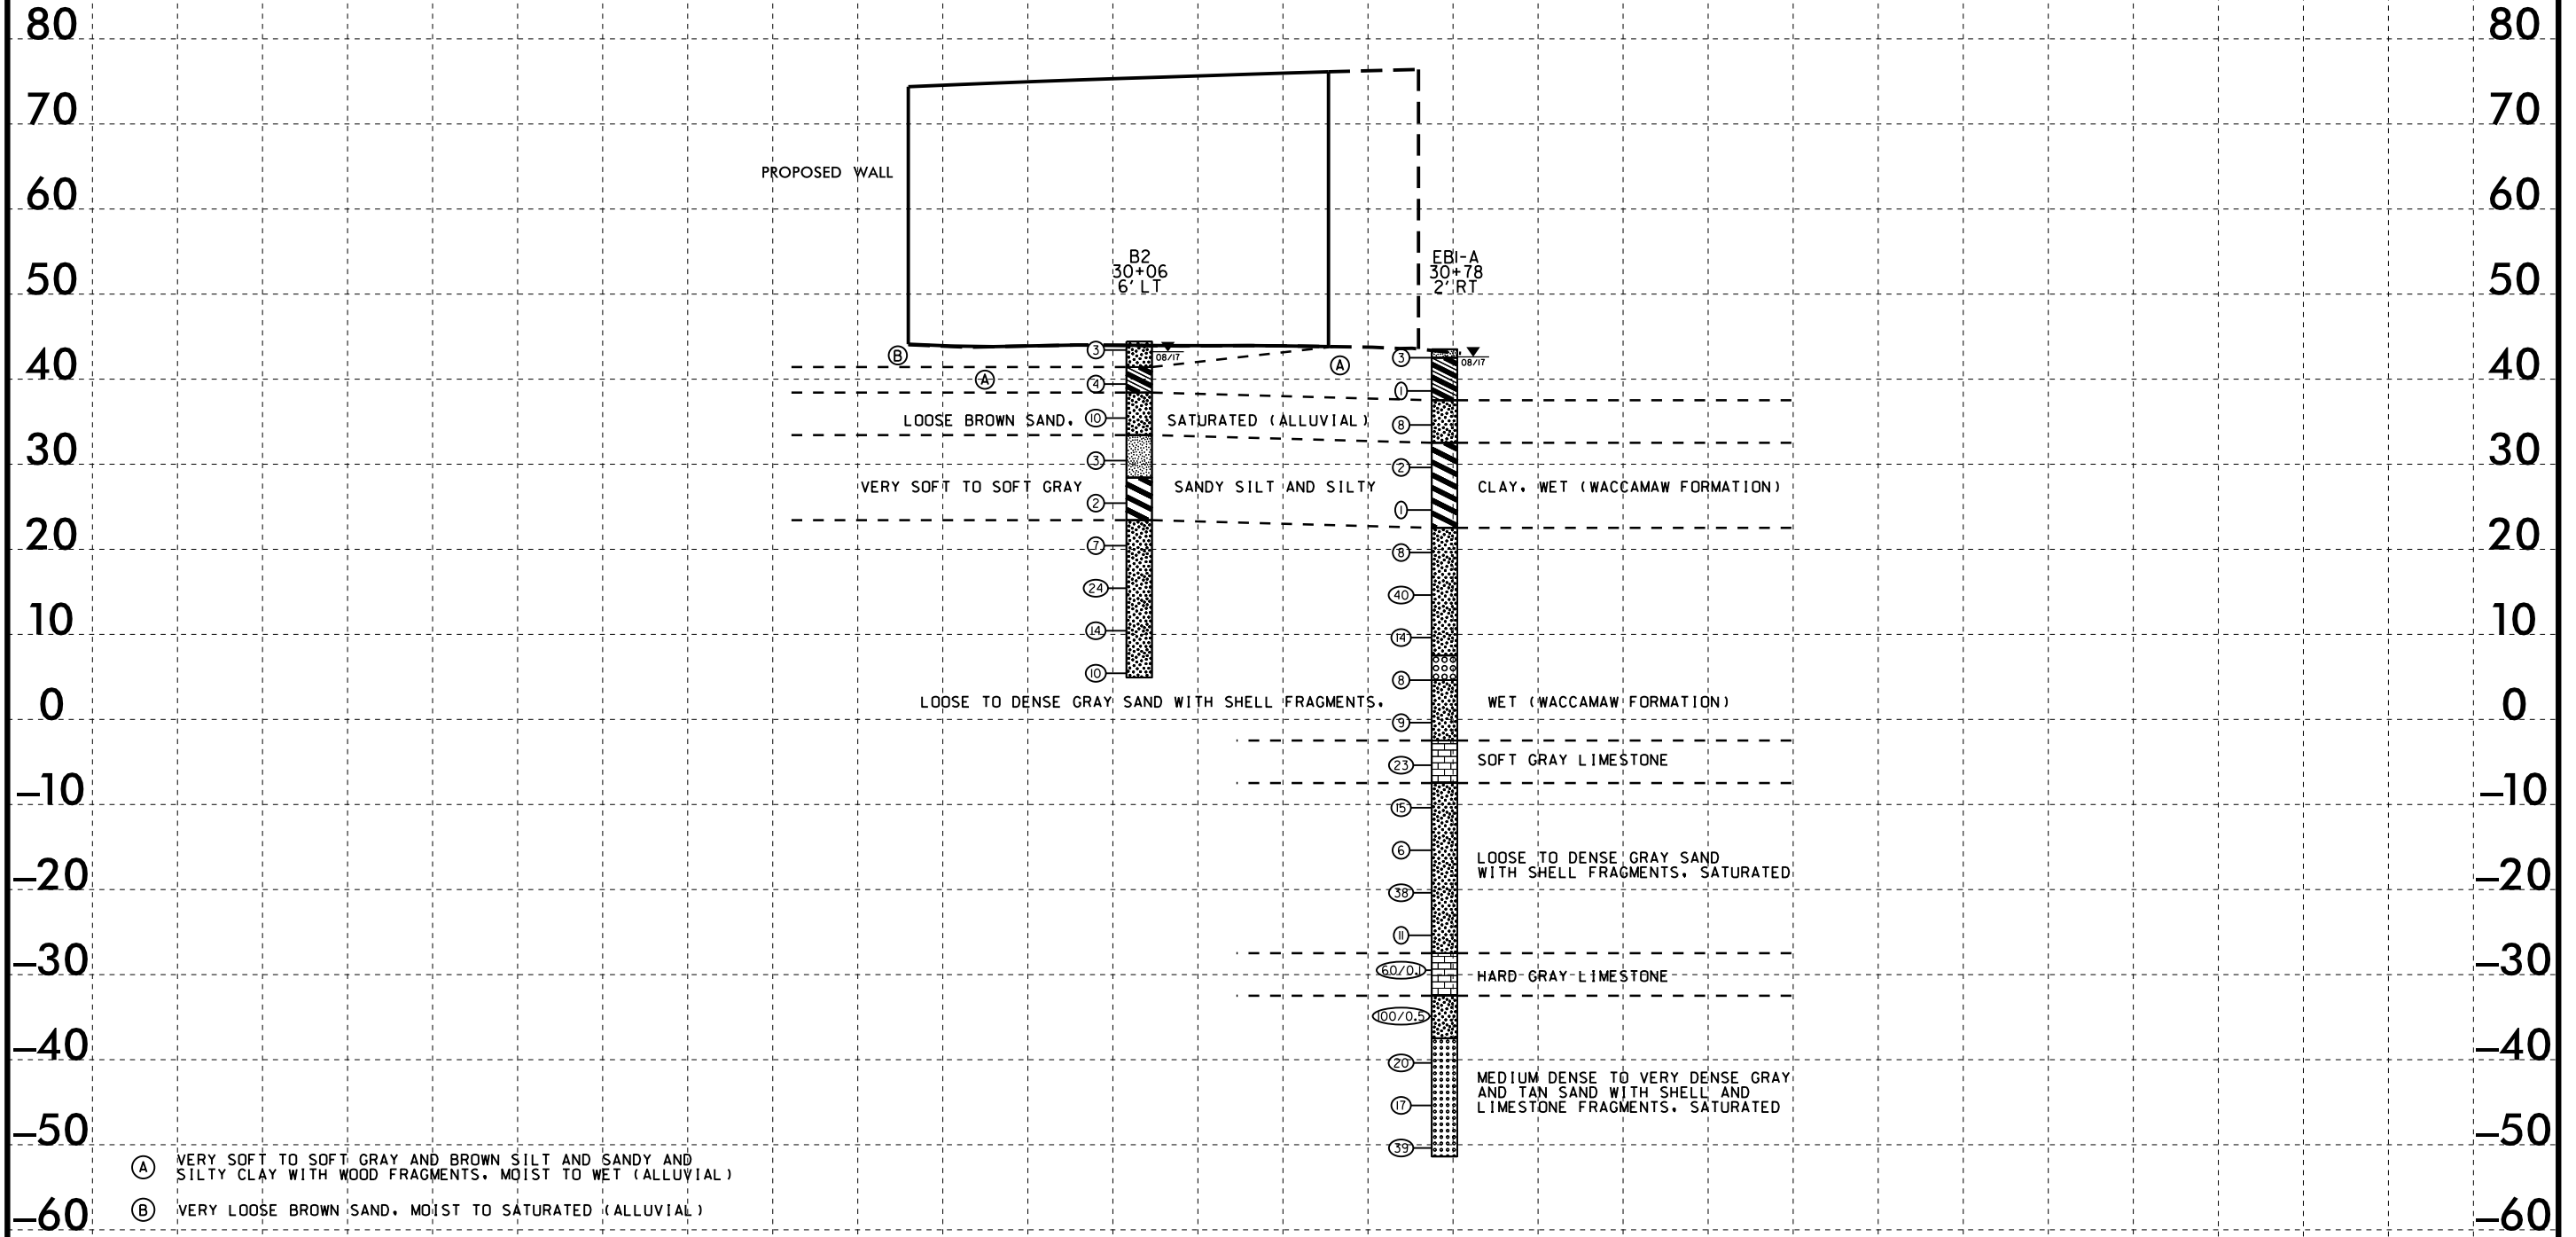 80 80
70 70
PROPOSED WALL
60 60
B2
30+06
6' LT
EB1-A
30+78
2' RT
50 50
3 08/17
3 08/17
B
A
A
40 40
4
1
LOOSE BROWN SAND, 10 SATURATED (ALLUVIAL) 8
30 30
3
2
VERY SOFT TO SOFT GRAY SANDY SILT AND SILTY CLAY, WET (WACCAMAW FORMATION)
2
1
20 20
7
8
24
40
10 10
14
14
10
8
LOOSE TO DENSE GRAY SAND WITH SHELL FRAGMENTS, WET (WACCAMAW FORMATION)
0 0
9
23 SOFT GRAY LIMESTONE
-10 -10
15
6
LOOSE TO DENSE GRAY SAND
WITH SHELL FRAGMENTS, SATURATED
-20 -20
38
11
-30 -30
60/0.1 HARD GRAY LIMESTONE
100/0.5
-40 -40
20
MEDIUM DENSE TO VERY DENSE GRAY
AND TAN SAND WITH SHELL AND
LIMESTONE FRAGMENTS, SATURATED
17
-50 -50
39
A VERY SOFT TO SOFT GRAY AND BROWN SILT AND SANDY AND
SILTY CLAY WITH WOOD FRAGMENTS, MOIST TO WET (ALLUVIAL)
B VERY LOOSE BROWN SAND, MOIST TO SATURATED (ALLUVIAL)
-60 -60